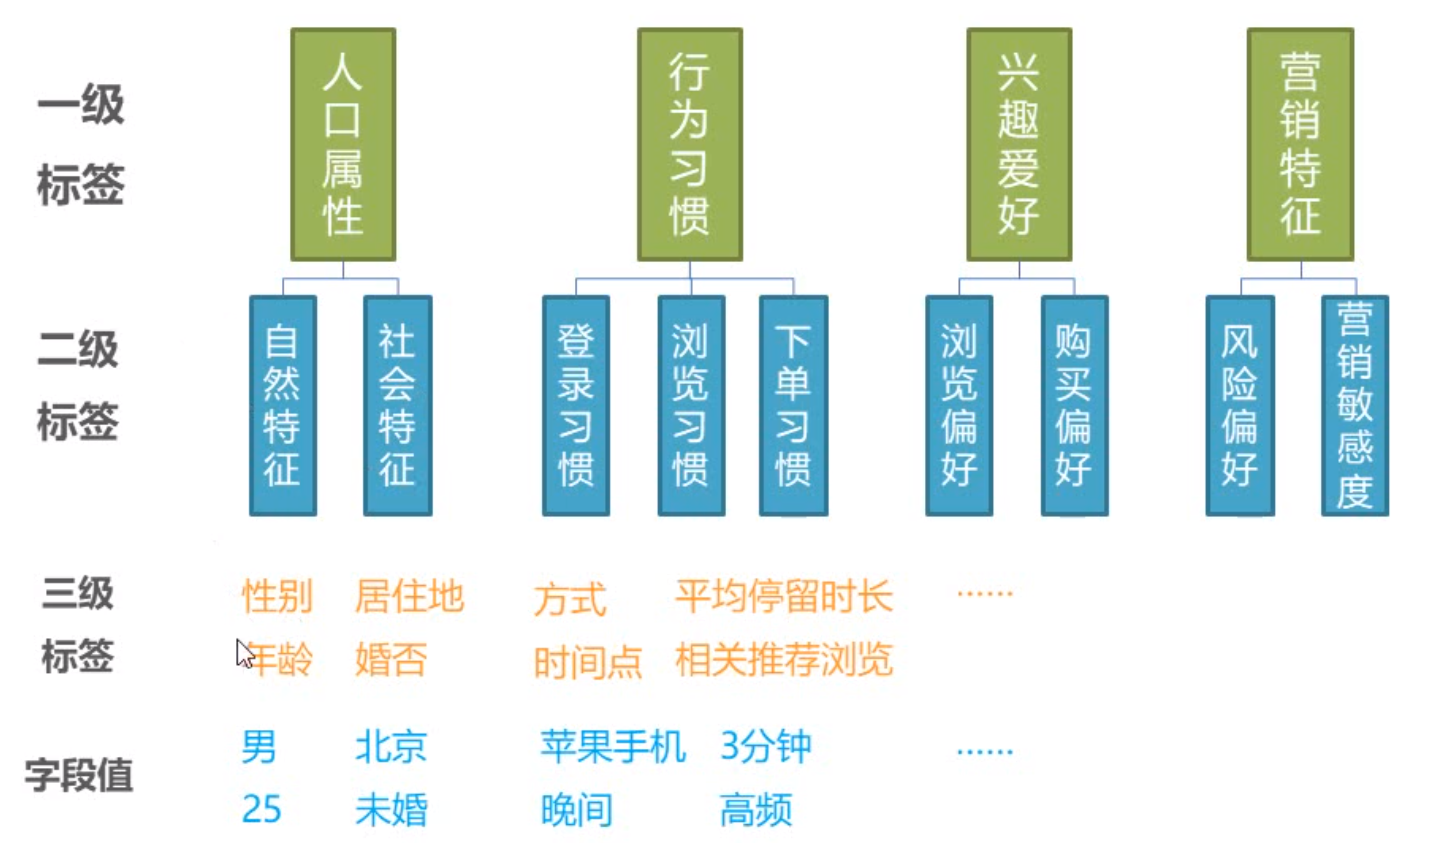 一级
标签
人口属性
行为习惯
兴趣爱好
营销特征
二级
标签
自然特征
社会特征
登录习惯
浏览习惯
下单习惯
浏览偏好
购买偏好
风险偏好
营销敏感度
三级
标签
性别 居住地 方式 平均停留时长 ······
年龄 婚否 时间点 相关推荐浏览
字段值
男 北京 苹果手机 3分钟 ······
25 未婚 晚间 高频